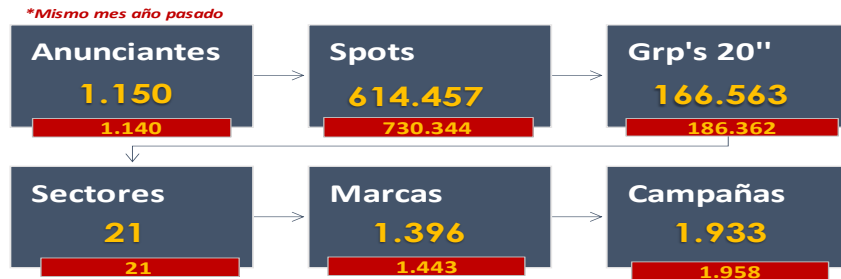 *Mismo mes año pasado
Anunciantes
1.150
1.140
Spots
614.457
730.344
Grp's 20''
166.563
186.362
Sectores
21
21
Marcas
1.396
1.443
Campañas
1.933
1.958